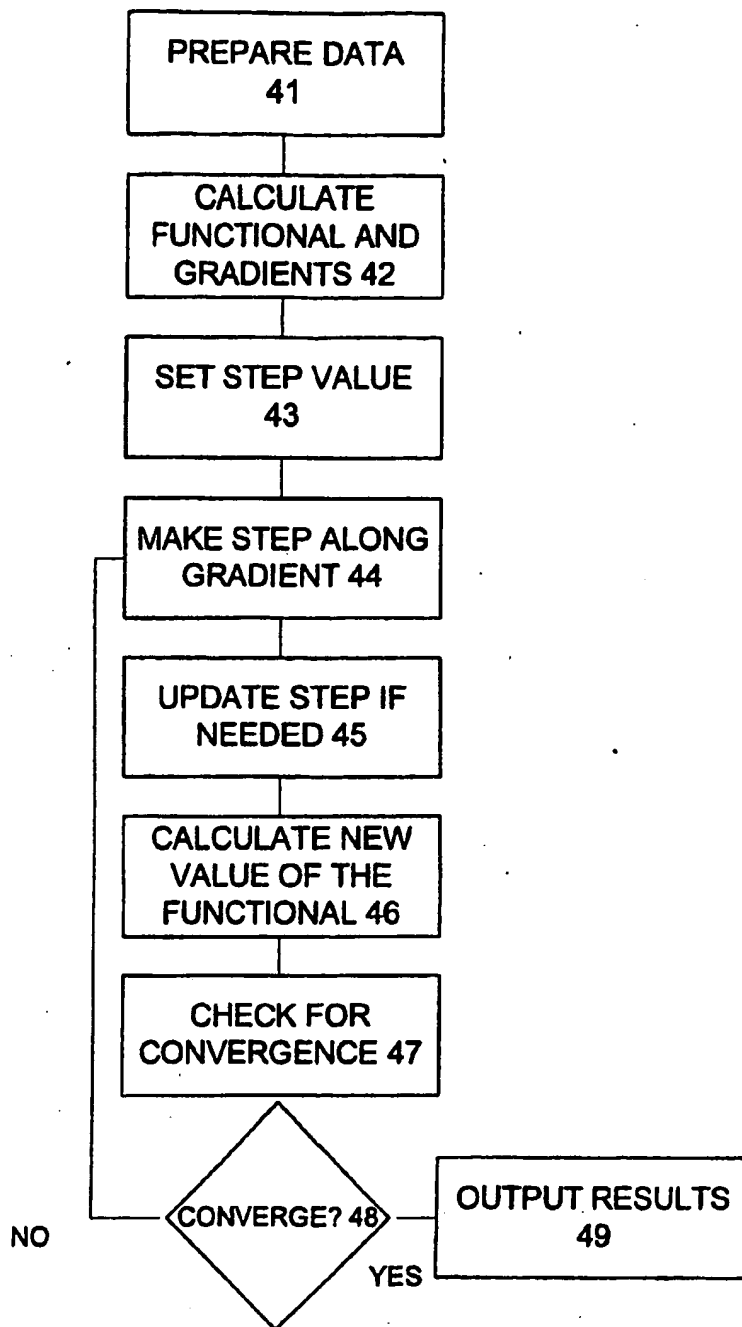 PREPARE DATA
41
CALCULATE
FUNCTIONAL AND
GRADIENTS 42
SET STEP VALUE
43
MAKE STEP ALONG
GRADIENT 44
UPDATE STEP IF
NEEDED 45
CALCULATE NEW
VALUE OF THE
FUNCTIONAL 46
CHECK FOR
CONVERGENCE 47
CONVERGE? 48
OUTPUT RESULTS
49
NO
YES